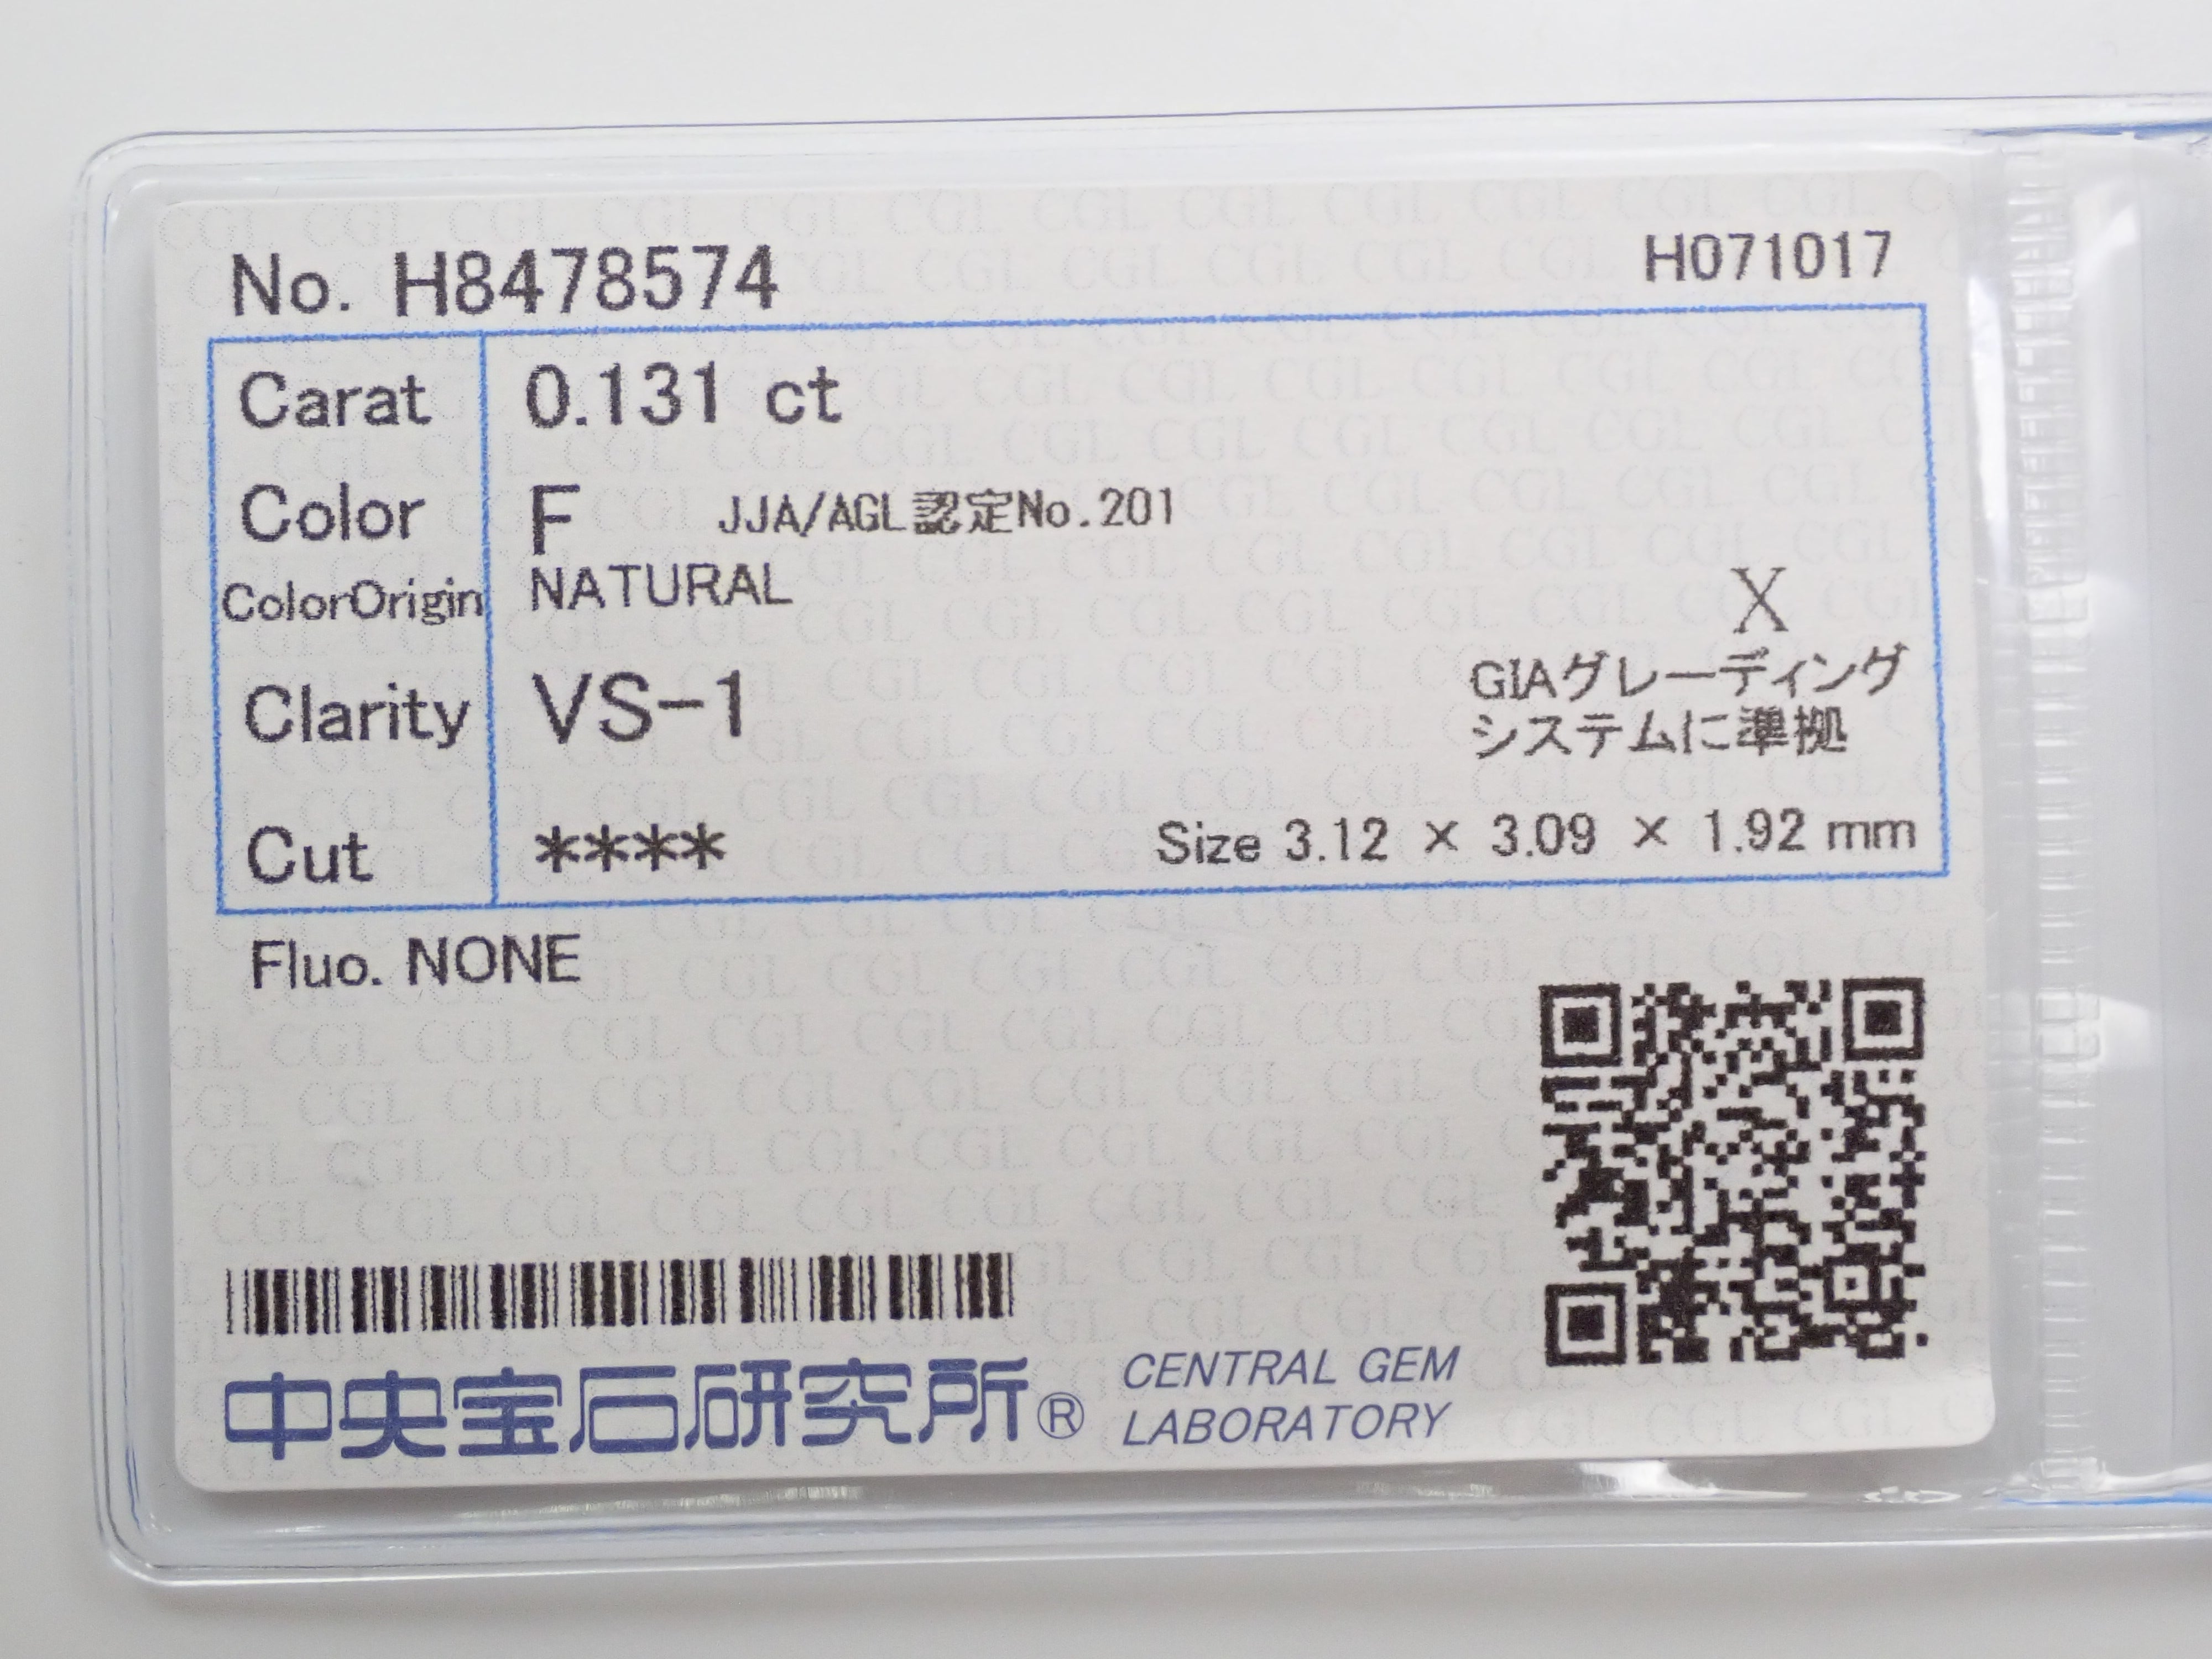 No. H8478574
H071017
Carat 0.131 ct
Color F JJA/AGL認定No.201
ColorOrigin NATURAL
X
Clarity VS-1
GIAグレーディング
システムに準拠
Cut **** Size 3.12 × 3.09 × 1.92 mm
Fluo. NONE
中央宝石研究所® CENTRAL GEM
LABORATORY